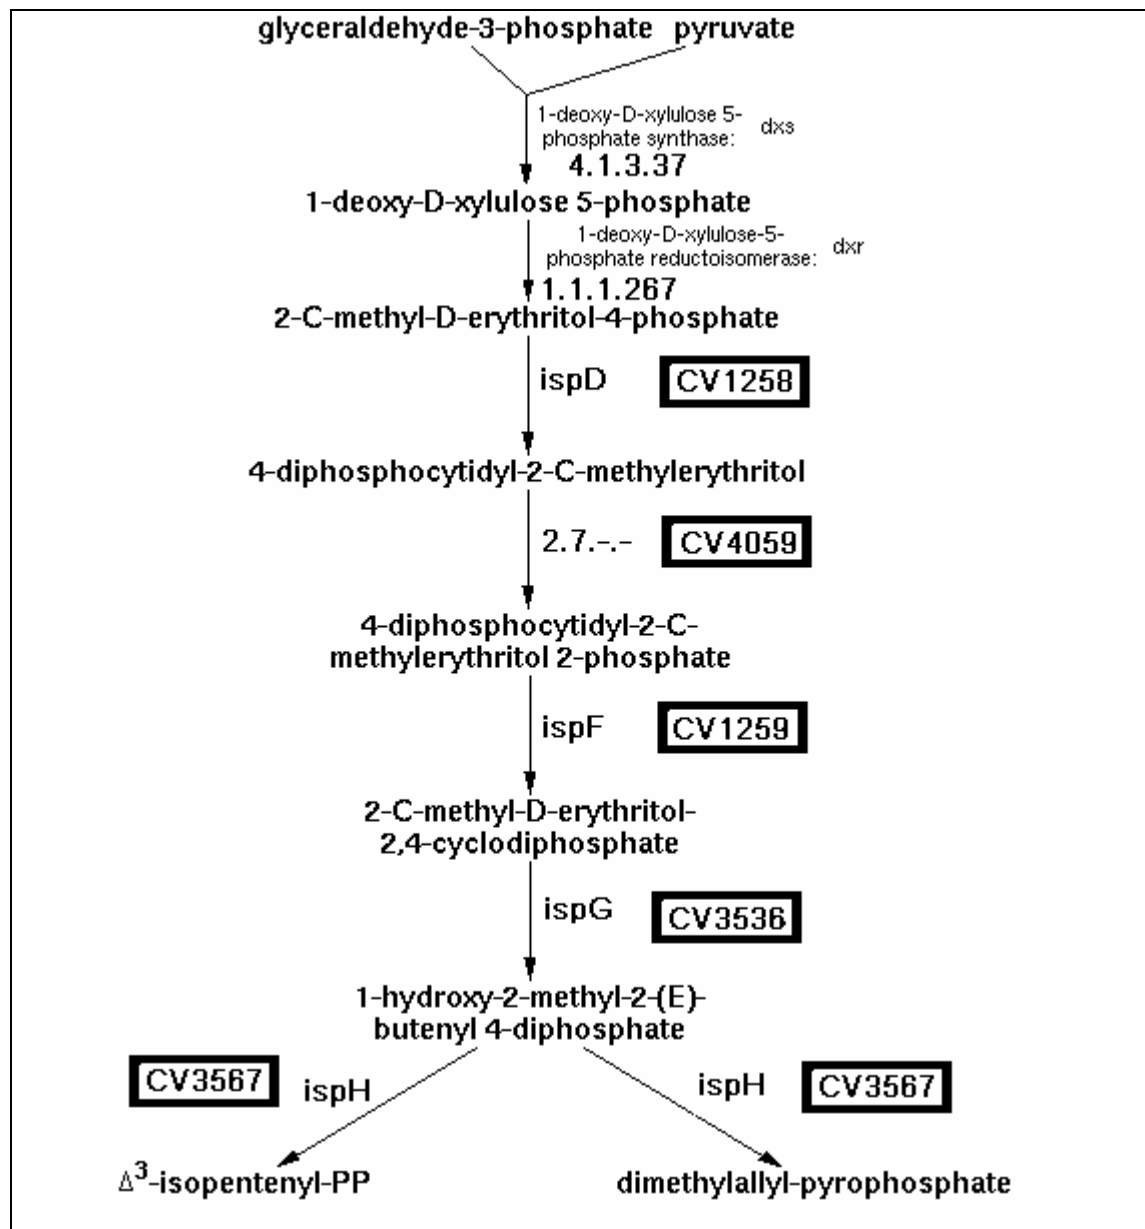 glyceraldehyde-3-phosphate pyruvate
1-deoxy-D-xylulose 5-
phosphate synthase:
dxs
4.1.3.37
1-deoxy-D-xylulose 5-phosphate
1-deoxy-D-xylulose-5-
phosphate reductoisomerase:
dxr
1.1.1.267
2-C-methyl-D-erythritol-4-phosphate
ispD
CV1258
4-diphosphocytidyl-2-C-methylerythritol
2.7.-.-
CV4059
4-diphosphocytidyl-2-C-
methylerythritol 2-phosphate
ispF
CV1259
2-C-methyl-D-erythritol-
2,4-cyclodiphosphate
ispG
CV3536
1-hydroxy-2-methyl-2-(E)-
butenyl 4-diphosphate
CV3567
ispH
ispH
CV3567
Δ³-isopentenyl-PP
dimethylallyl-pyrophosphate